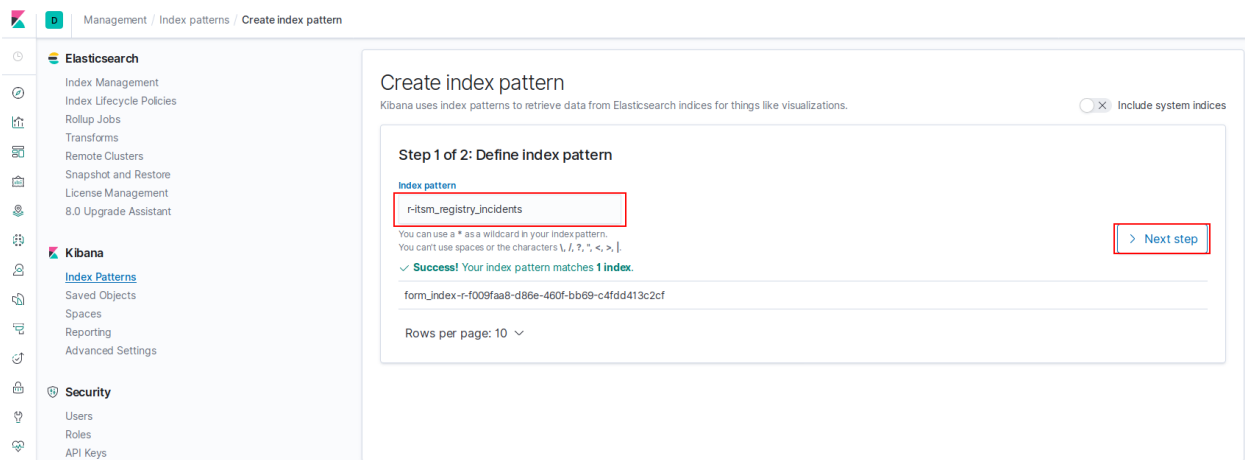 D Management / Index patterns / Create index pattern
Elasticsearch
Index Management
Index Lifecycle Policies
Rollup Jobs
Transforms
Remote Clusters
Snapshot and Restore
License Management
8.0 Upgrade Assistant
Kibana
Index Patterns
Saved Objects
Spaces
Reporting
Advanced Settings
Security
Users
Roles
API Keys
Create index pattern
Kibana uses index patterns to retrieve data from Elasticsearch indices for things like visualizations.
Include system indices
Step 1 of 2: Define index pattern
Index pattern
r-itsm_registry_incidents
You can use a * as a wildcard in your index pattern.
You can't use spaces or the characters \, /, ?, ", <, >, |.
Next step
Success! Your index pattern matches 1 index.
form_index-r-f009faa8-d86e-460f-bb69-c4fdd413c2cf
Rows per page: 10